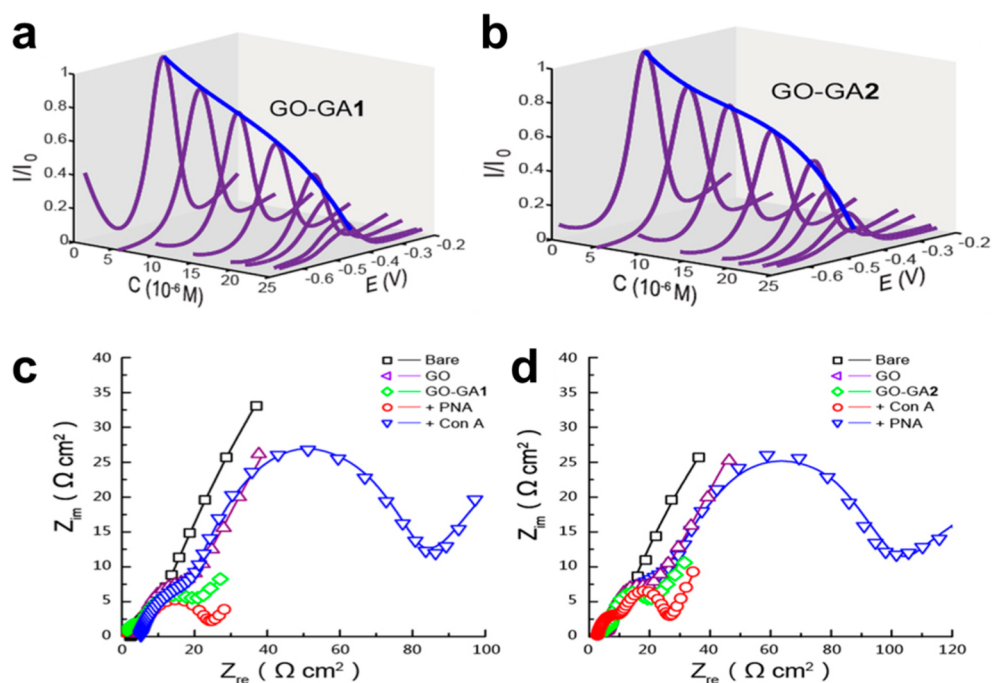 a
b
GO-GA1
GO-GA2
I/I0
1
0.8
0.6
0.4
0.2
0
0
5
10
15
20
25
C (10-6 M)
-0.6
-0.5
-0.4
-0.3
-0.2
E (V)
I/I0
1
0.8
0.6
0.4
0.2
0
0
5
10
15
20
25
C (10-6 M)
-0.6
-0.5
-0.4
-0.3
-0.2
E (V)
c
d
Bare
GO
GO-GA1
+ PNA
+ Con A
Zim ( Ω cm2 )
40
35
30
25
20
15
10
5
0
0
20
40
60
80
100
Zre ( Ω cm2 )
Bare
GO
GO-GA2
+ Con A
+ PNA
Zim ( Ω cm2 )
40
35
30
25
20
15
10
5
0
0
20
40
60
80
100
120
Zre ( Ω cm2 )